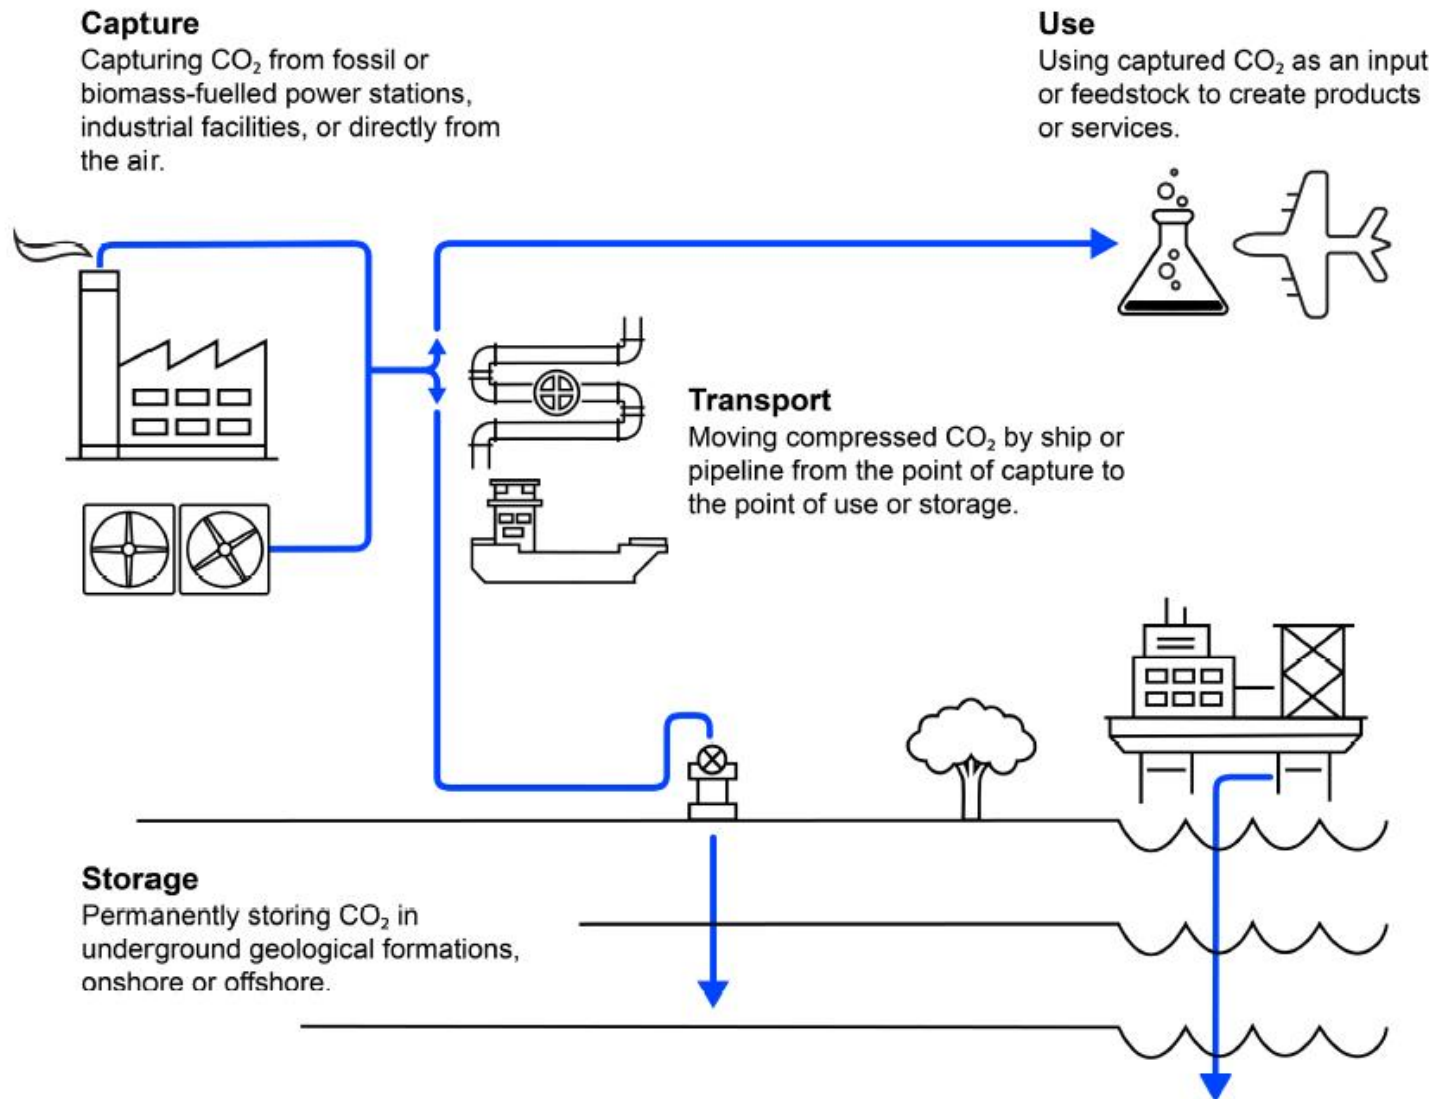 Capture
Capturing CO₂ from fossil or
biomass-fuelled power stations,
industrial facilities, or directly from
the air.
Use
Using captured CO₂ as an input
or feedstock to create products
or services.
Transport
Moving compressed CO₂ by ship or
pipeline from the point of capture to
the point of use or storage.
Storage
Permanently storing CO₂ in
underground geological formations,
onshore or offshore.